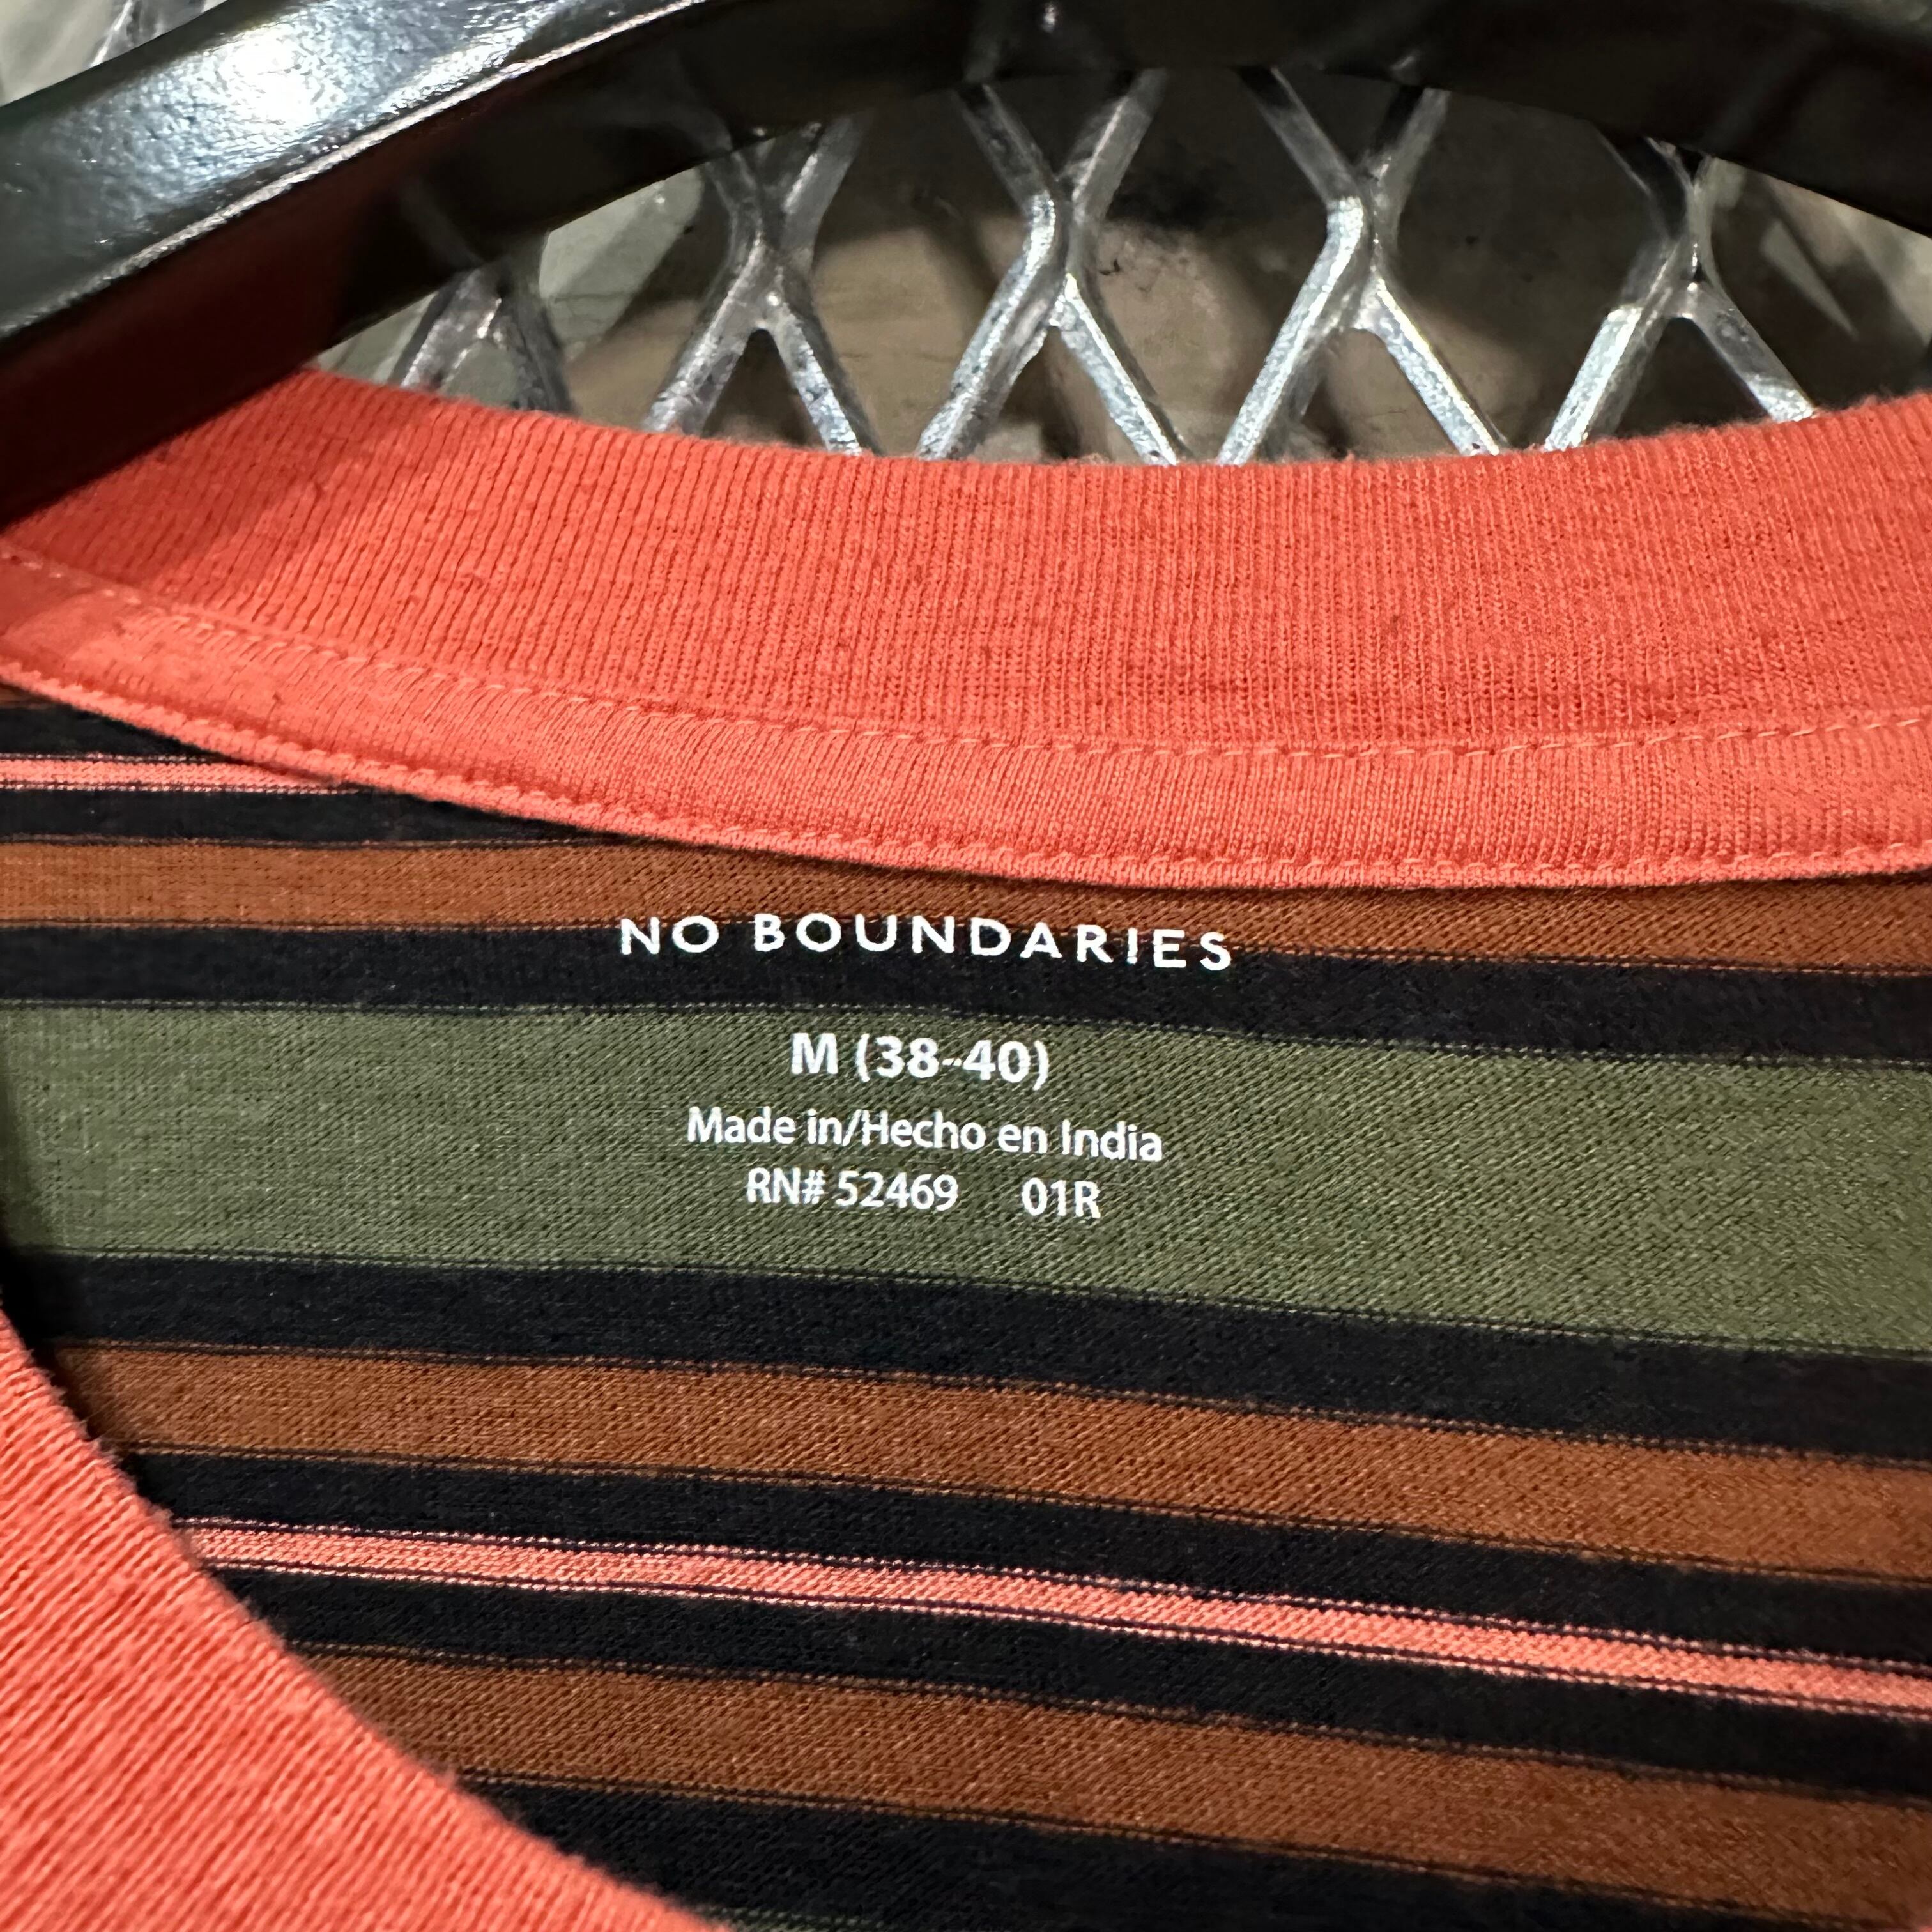 NO BOUNDARIES
M (38-40)
Made in/Hecho en India
RN# 52469 01R